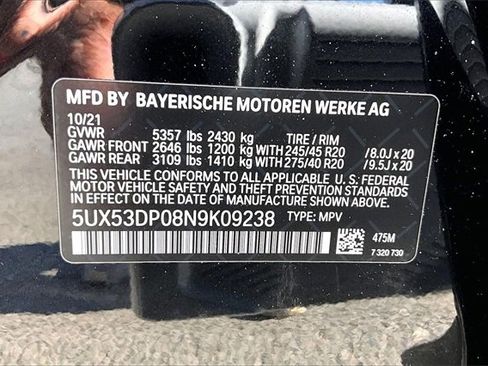 MFD BY BAYERISCHE MOTOREN WERKE AG
10/21
GVWR 5357 lbs 2430 kg TIRE / RIM
GAWR FRONT 2646 lbs 1200 kg WITH 245/45 R20 / 8.0J x 20
GAWR REAR 3109 lbs 1410 kg WITH 275/40 R20 / 9.5J x 20
THIS VEHICLE CONFORMS TO ALL APPLICABLE U.S. FEDERAL
MOTOR VEHICLE SAFETY, BUMPER, AND THEFT PREVENTION STANDARDS
IN EFFECT ON THE DATE OF MANUFACTURE SHOWN ABOVE.
5UX53DP08N9K09238 TYPE: MPV
475M
7 320 730